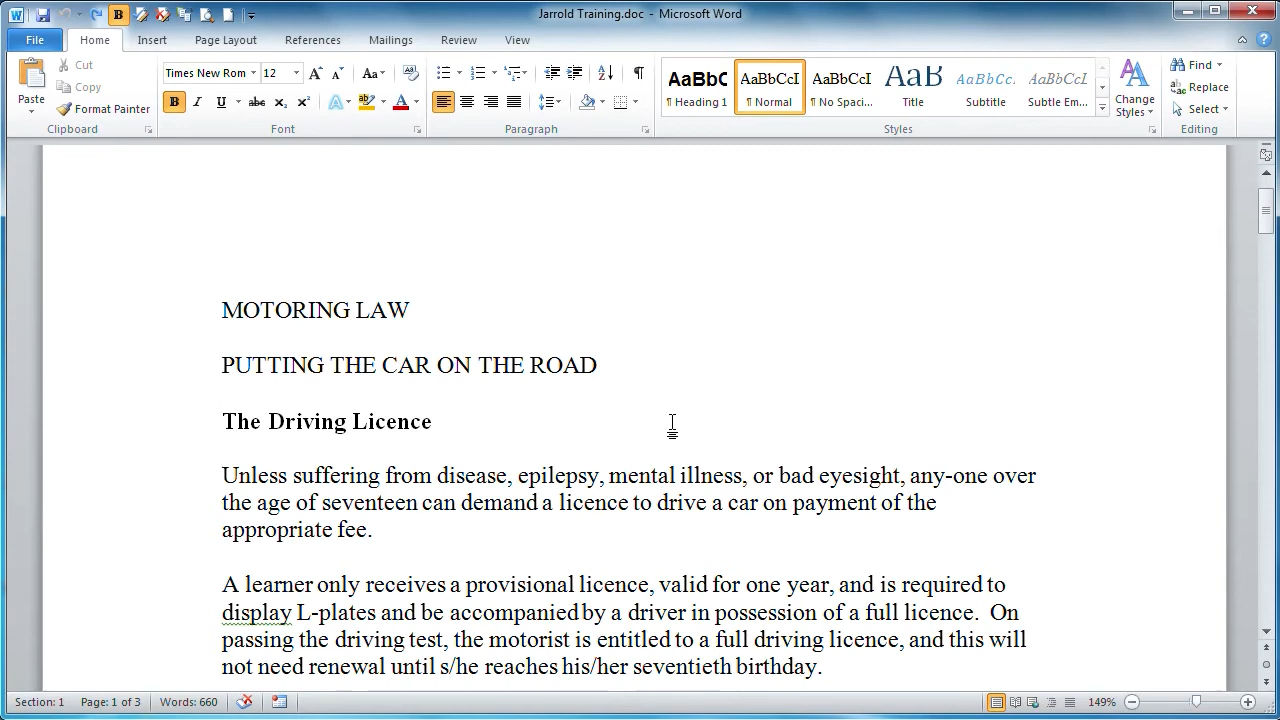 Jarrold Training.doc - Microsoft Word
File Home Insert Page Layout References Mailings Review View
Paste
Cut
Copy
Format Painter
Clipboard
Times New Rom 12
Font
Paragraph
AaBbC AaBbCcI AaBbCcI AaB AaBbCc. AaBbCcI
¶ Heading 1 ¶ Normal ¶ No Spaci... Title Subtitle Subtle Em...
Styles
Change
Styles
Find
Replace
Select
Editing
MOTORING LAW
PUTTING THE CAR ON THE ROAD
The Driving Licence
Unless suffering from disease, epilepsy, mental illness, or bad eyesight, any-one over
the age of seventeen can demand a licence to drive a car on payment of the
appropriate fee.
A learner only receives a provisional licence, valid for one year, and is required to
display L-plates and be accompanied by a driver in possession of a full licence.  On
passing the driving test, the motorist is entitled to a full driving licence, and this will
not need renewal until s/he reaches his/her seventieth birthday.
Section: 1 Page: 1 of 3 Words: 660 149%